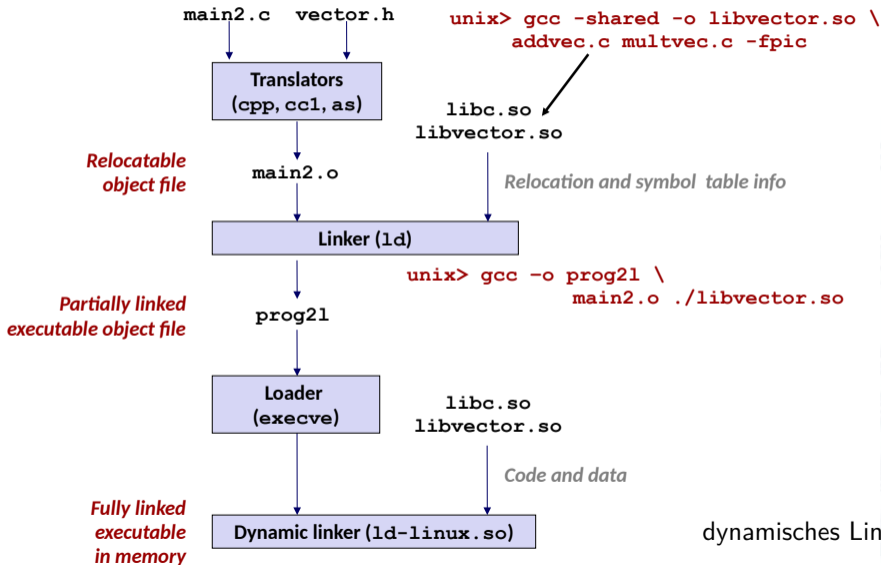 main2.c vector.h
unix> gcc -shared -o libvector.so \
addvec.c multvec.c -fpic
Translators
(cpp, cc1, as)
libc.so
libvector.so
Relocatable
object file
main2.o
Relocation and symbol table info
Linker (ld)
unix> gcc –o prog2l \
main2.o ./libvector.so
Partially linked
executable object file
prog2l
Loader
(execve)
libc.so
libvector.so
Code and data
Fully linked
executable
in memory
Dynamic linker (ld-linux.so)
dynamisches Lin